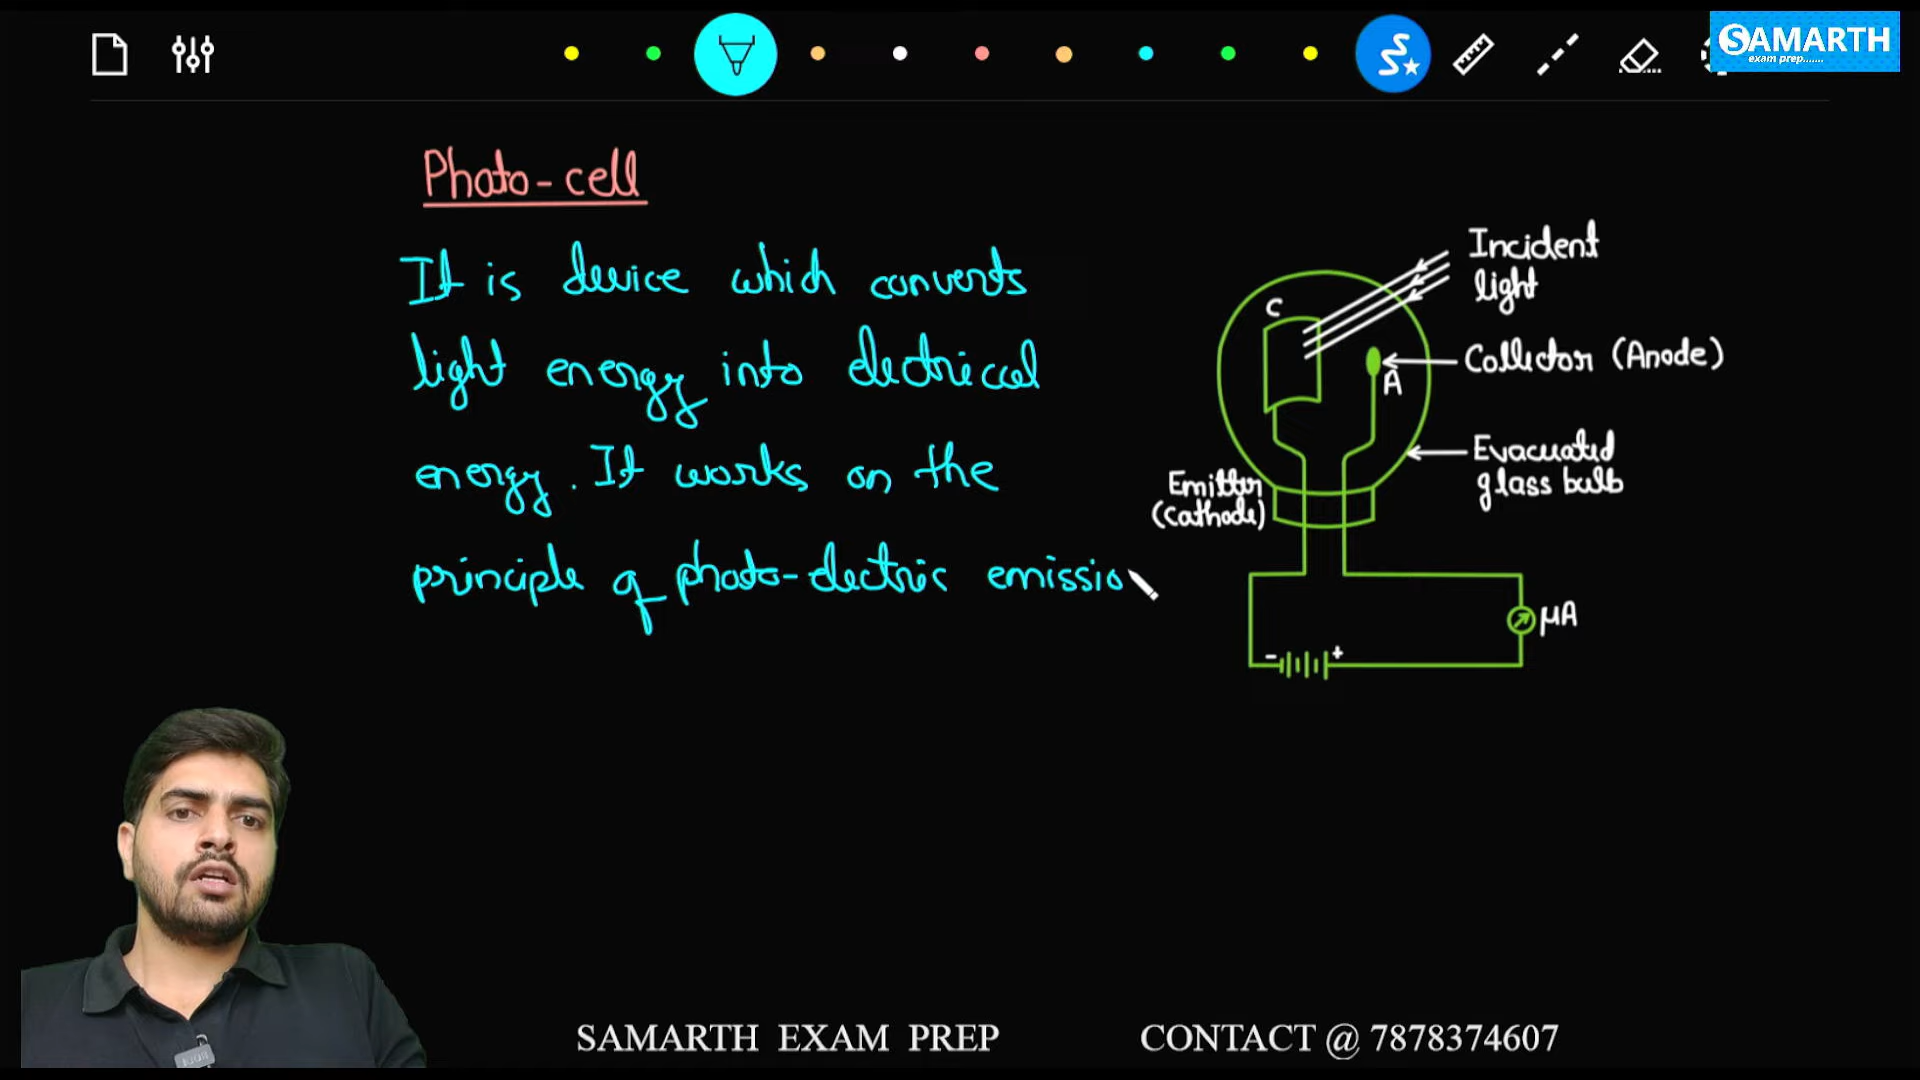 SAMARTH
exam prep.......
Photo-cell
It is device which converts
light energy into electrical
energy. It works on the
principle of photo-electric emissio
Incident
light
C
Collector (Anode)
A
Evacuated
glass bulb
Emitter
(Cathode)
μA
- +
SAMARTH EXAM PREP CONTACT @ 7878374607